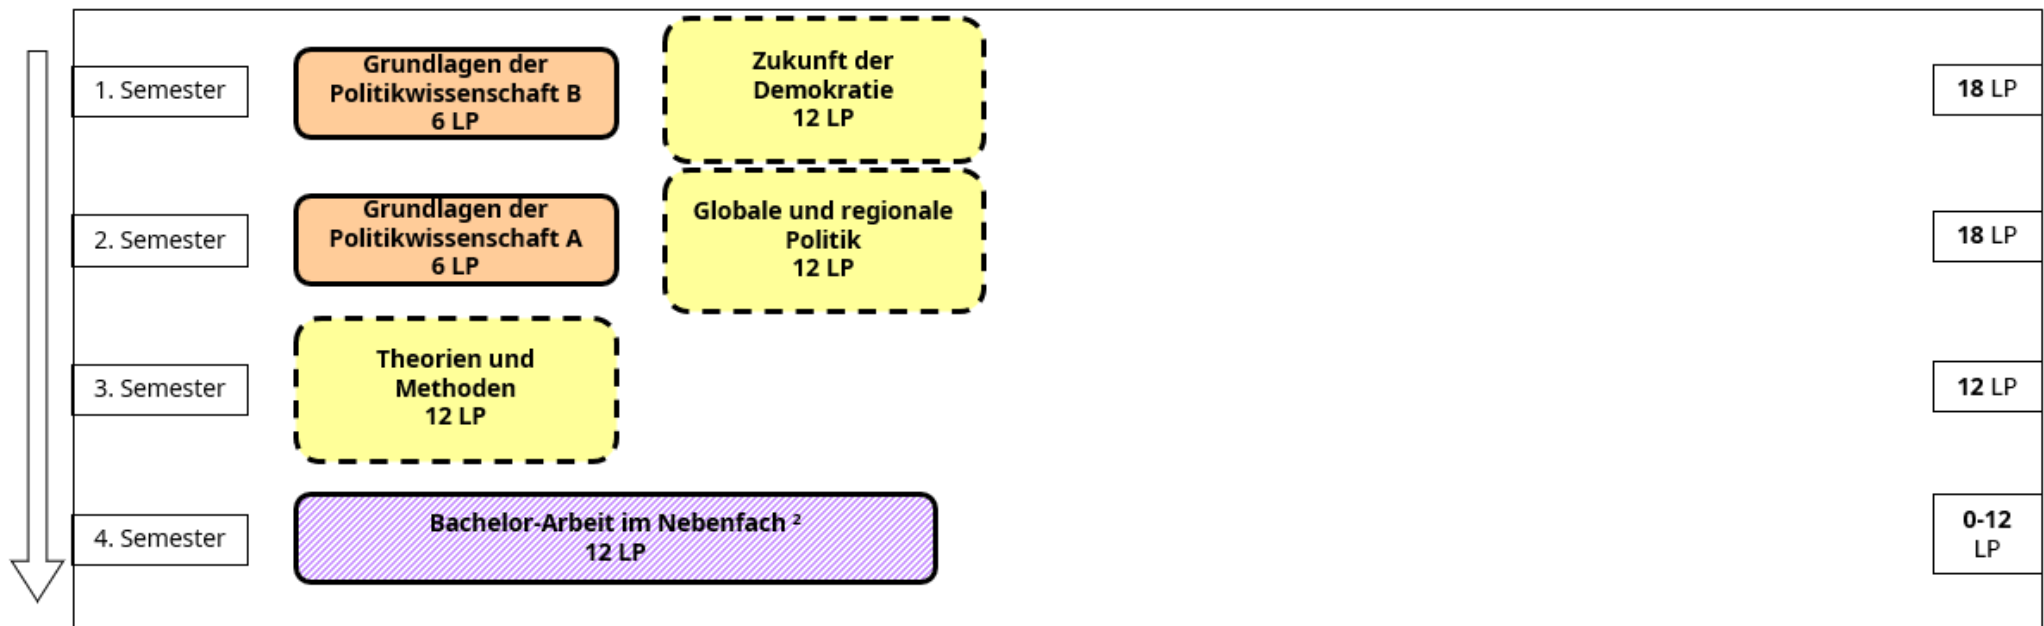 1. Semester
Grundlagen der
Politikwissenschaft B
6 LP
Zukunft der
Demokratie
12 LP
18 LP
2. Semester
Grundlagen der
Politikwissenschaft A
6 LP
Globale und regionale
Politik
12 LP
18 LP
3. Semester
Theorien und
Methoden
12 LP
12 LP
4. Semester
Bachelor-Arbeit im Nebenfach ²
12 LP
0-12
LP